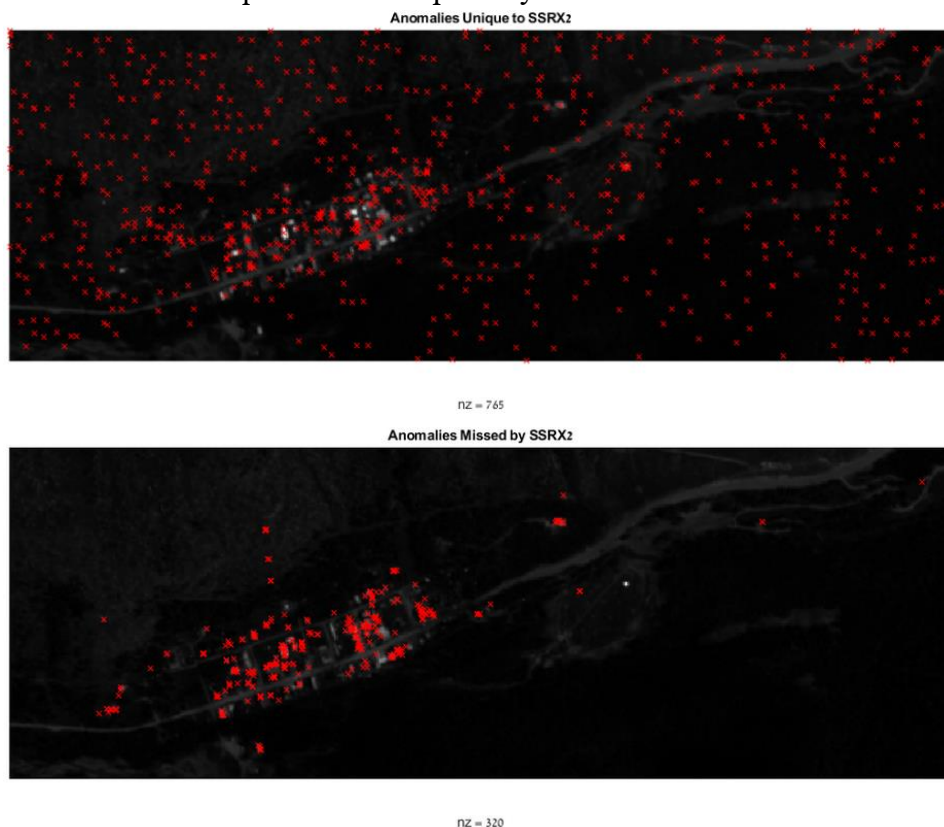 Anomalies Unique to SSRX2
nz = 765
Anomalies Missed by SSRX2
nz = 320